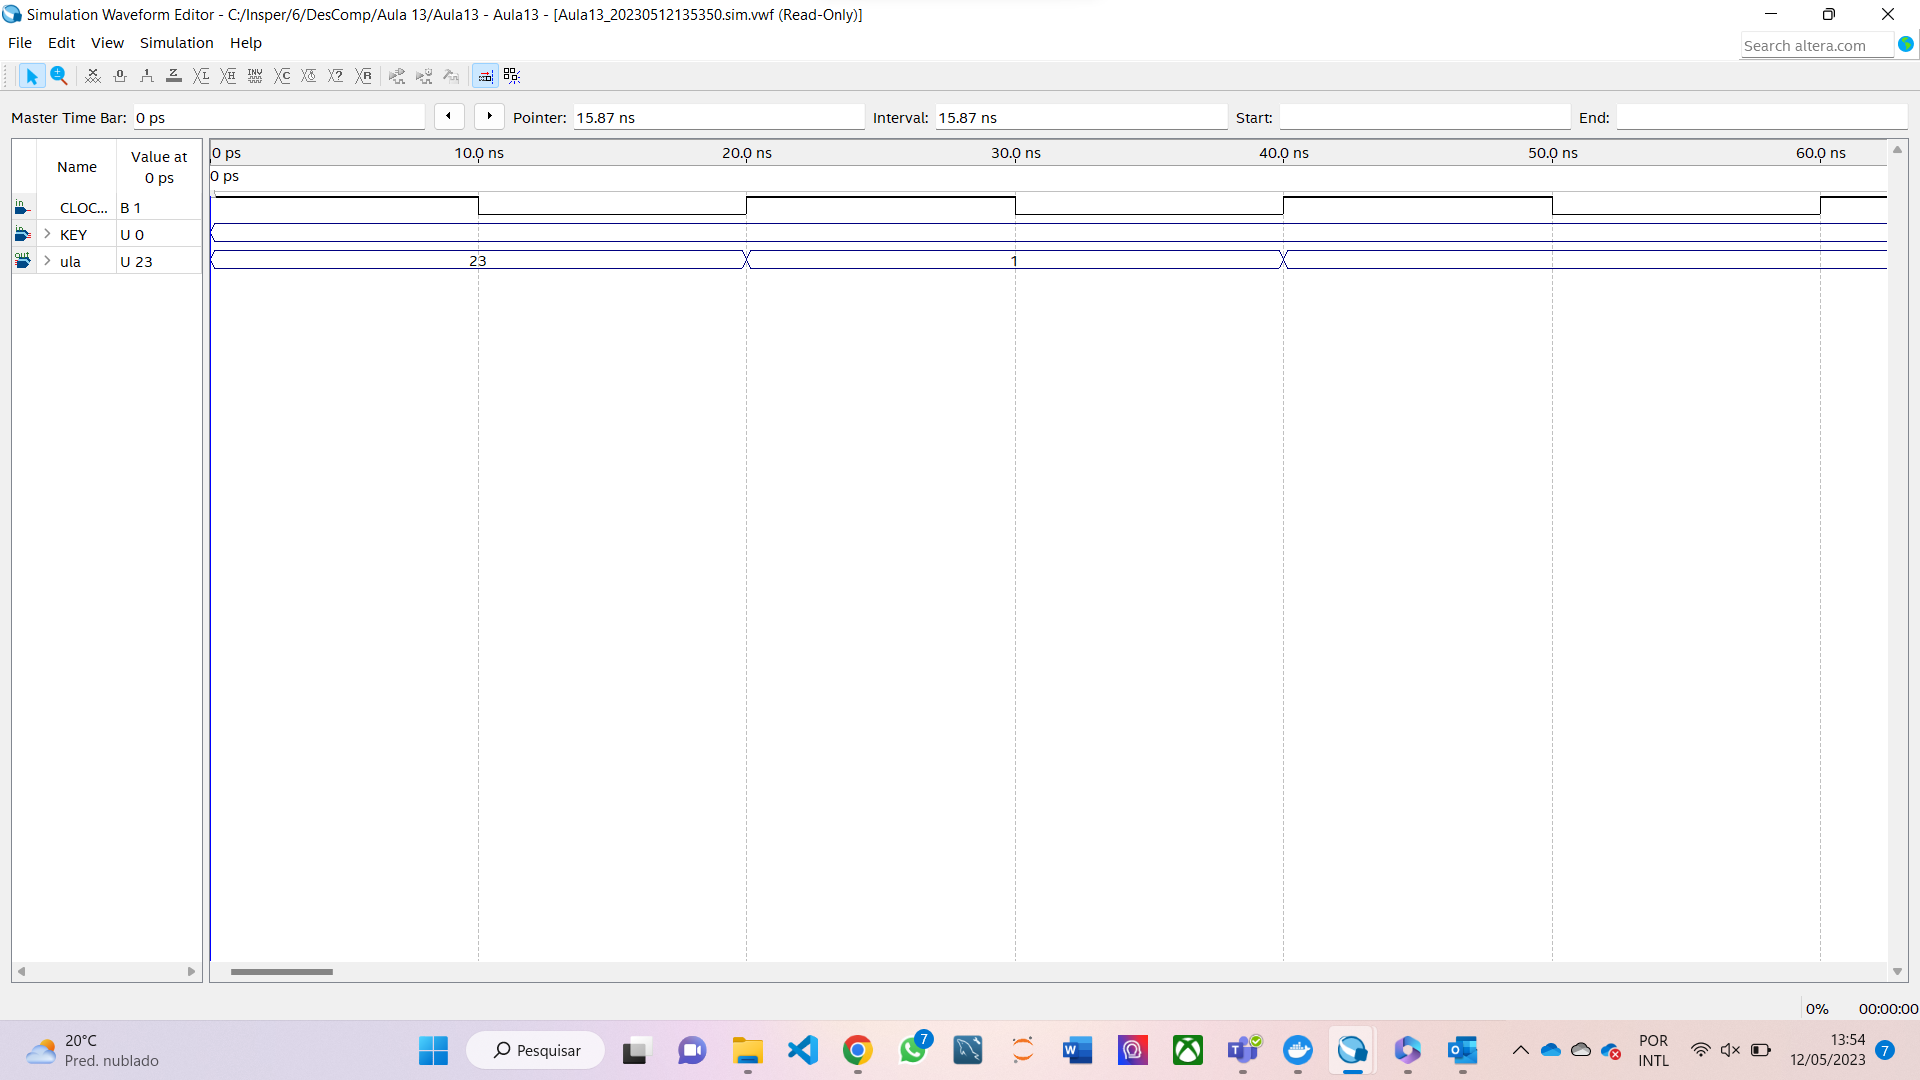 Simulation Waveform Editor - C:/Insper/6/DesComp/Aula 13/Aula13 - Aula13 - [Aula13_20230512135350.sim.vwf (Read-Only)]
File Edit View Simulation Help
Search altera.com
Master Time Bar: 0 ps Pointer: 15.87 ns Interval: 15.87 ns Start: End:
Name Value at 0 ps
0 ps 10.0 ns 20.0 ns 30.0 ns 40.0 ns 50.0 ns 60.0 ns
0 ps
in CLOC... B 1
in KEY U 0
out ula U 23 23 1
0% 00:00:00
20°C
Pred. nublado
Pesquisar
7
POR
INTL
13:54
12/05/2023
7